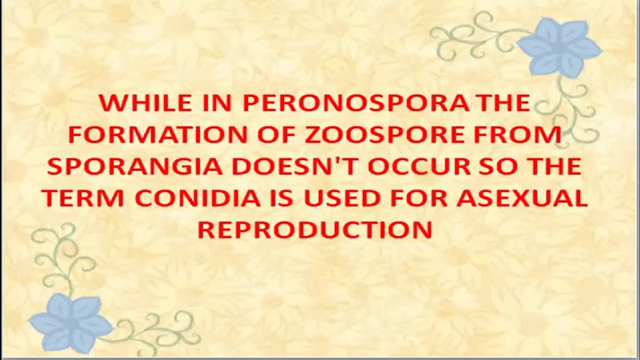 WHILE IN PERONOSPORA THE
FORMATION OF ZOOSPORE FROM
SPORANGIA DOESN'T OCCUR SO THE
TERM CONIDIA IS USED FOR ASEXUAL
REPRODUCTION